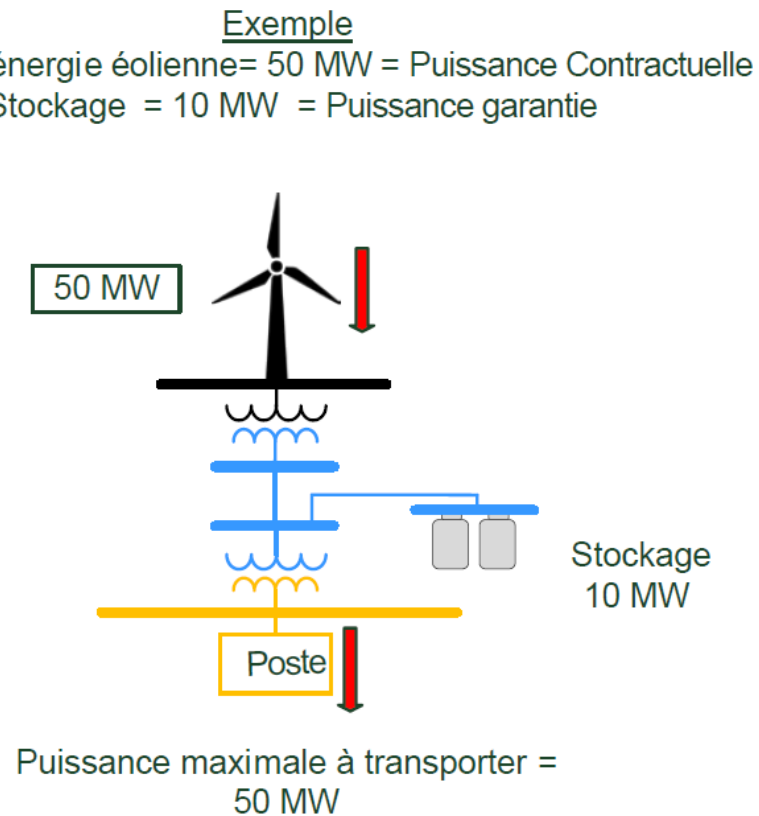 Exemple
énergie éolienne= 50 MW = Puissance Contractuelle
Stockage = 10 MW = Puissance garantie
50 MW
Stockage
10 MW
Poste
Puissance maximale à transporter =
50 MW